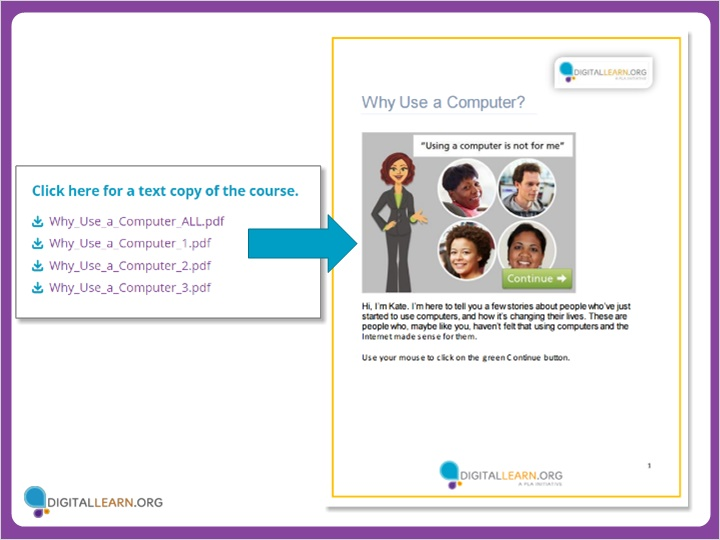 Click here for a text copy of the course.
Why_Use_a_Computer_ALL.pdf
Why_Use_a_Computer_1.pdf
Why_Use_a_Computer_2.pdf
Why_Use_a_Computer_3.pdf
DIGITALLEARN.ORG
A PLA INITIATIVE
Why Use a Computer?
"Using a computer is not for me"
Continue
Hi, I'm Kate. I'm here to tell you a few stories about people who've just
started to use computers, and how it's changing their lives. These are
people who, maybe like you, haven't felt that using computers and the
Internet made sense for them.
Use your mouse to click on the green Continue button.
1
DIGITALLEARN.ORG
A PLA INITIATIVE
DIGITALLEARN.ORG